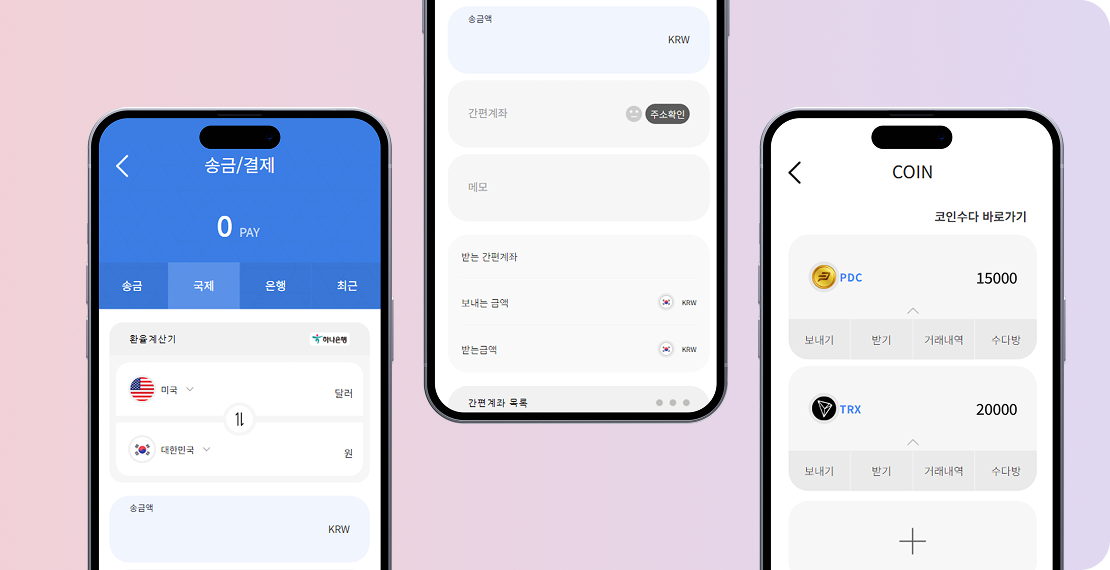 송금/결제
0 PAY
송금 국제 은행 최근
환율계산기 하나은행
미국 달러
대한민국 원
송금액
KRW
송금액
KRW
간편계좌 주소확인
메모
받는 간편계좌
보내는 금액 KRW
받는금액 KRW
간편계좌 목록
COIN
코인수다 바로가기
PDC 15000
보내기 받기 거래내역 수다방
TRX 20000
보내기 받기 거래내역 수다방